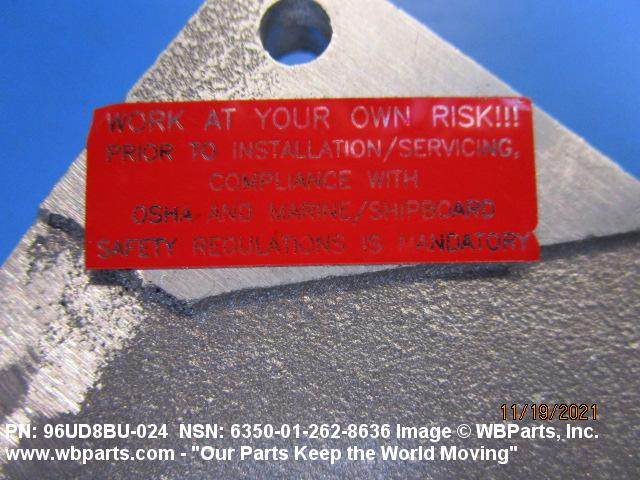 WORK AT YOUR OWN RISK!!!
PRIOR TO INSTALLATION/SERVICING,
COMPLIANCE WITH
OSHA AND MARINE/SHIPBOARD
SAFETY REGULATIONS IS MANDATORY
11/19/2021
PN: 96UD8BU-024 NSN: 6350-01-262-8636 Image © WBParts, Inc.
www.wbparts.com - "Our Parts Keep the World Moving"